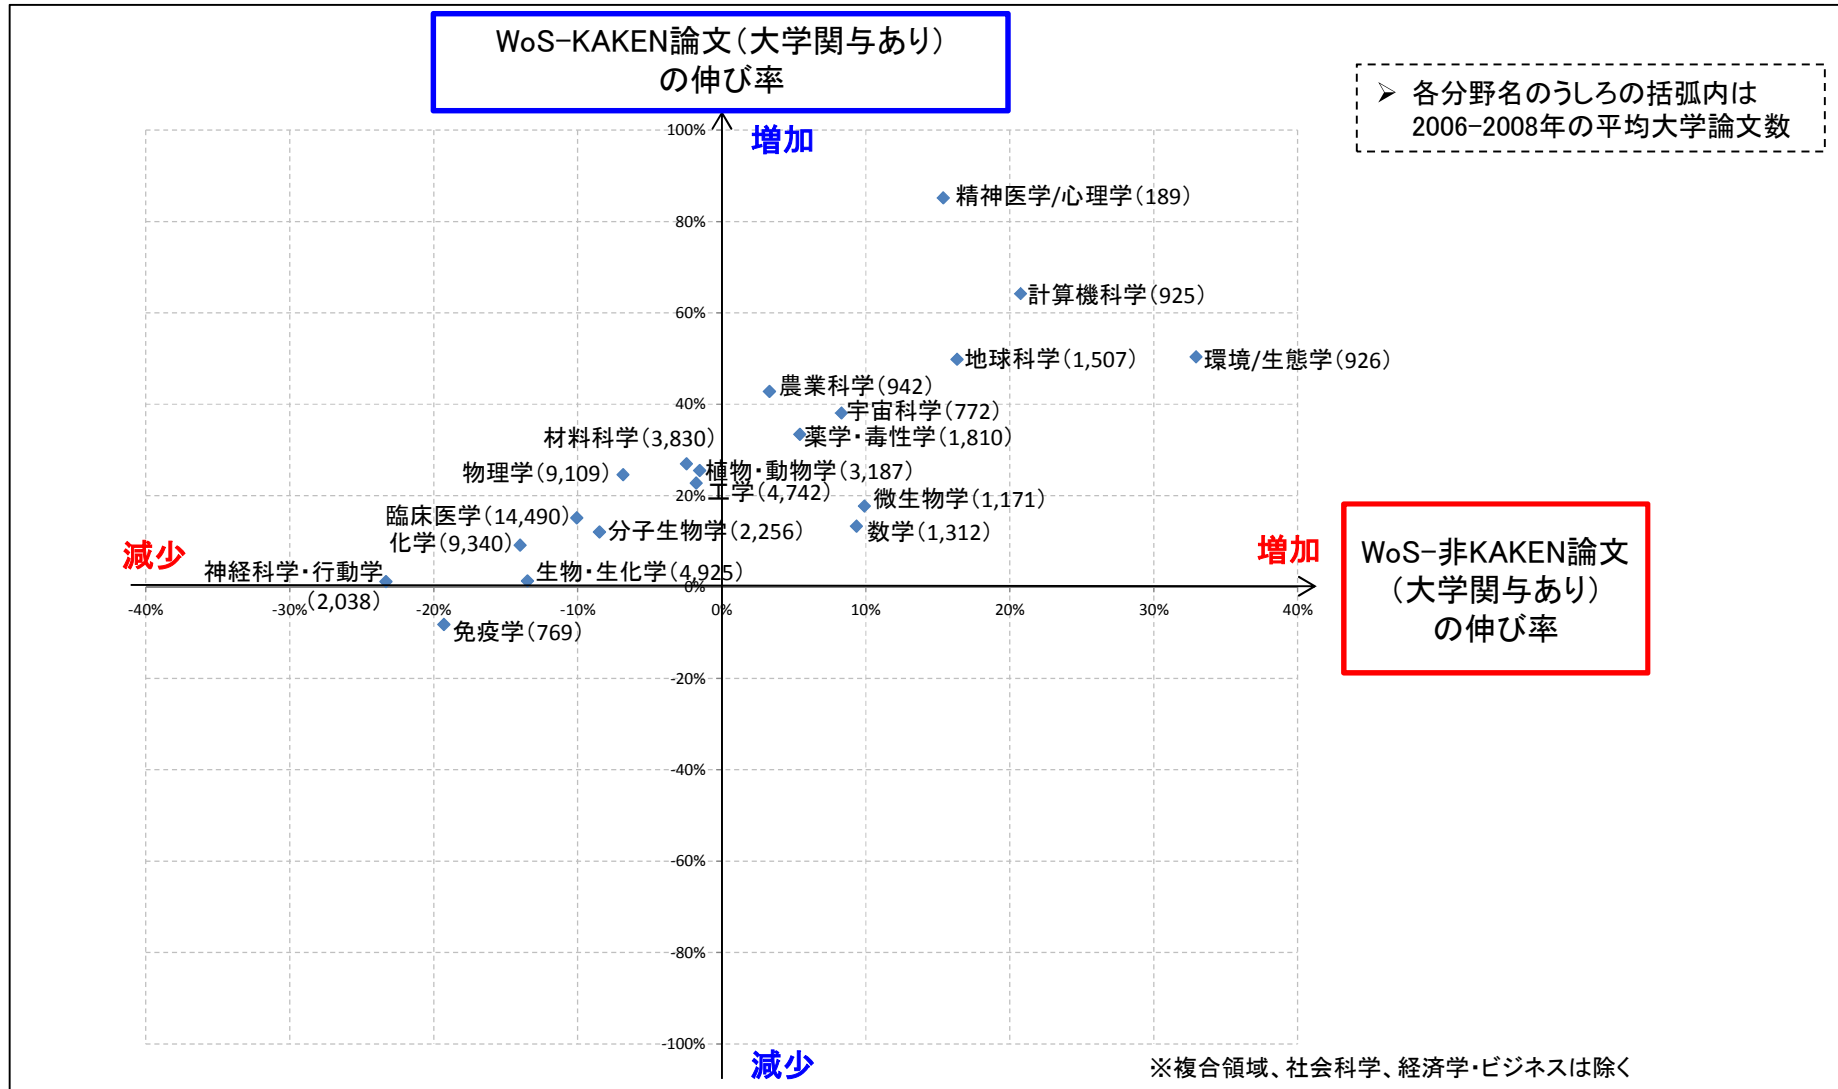 WoS-KAKEN論文(大学関与あり)
の伸び率
➢ 各分野名のうしろの括弧内は
2006-2008年の平均大学論文数
100%
増加
精神医学/心理学(189)
80%
計算機科学(925)
60%
地球科学(1,507)
環境/生態学(926)
農業科学(942)
40%
宇宙科学(772)
材料科学(3,830)
薬学・毒性学(1,810)
物理学(9,109)
植物・動物学(3,187)
20%
工学(4,742)
微生物学(1,171)
臨床医学(14,490)
分子生物学(2,256)
数学(1,312)
化学(9,340)
減少
増加
WoS-非KAKEN論文
(大学関与あり)
の伸び率
神経科学・行動学
(2,038)
生物・生化学(4,925)
0%
-40%
-30%
-20%
-10%
0%
10%
20%
30%
40%
免疫学(769)
-20%
-40%
-60%
-80%
-100%
減少
※複合領域、社会科学、経済学・ビジネスは除く